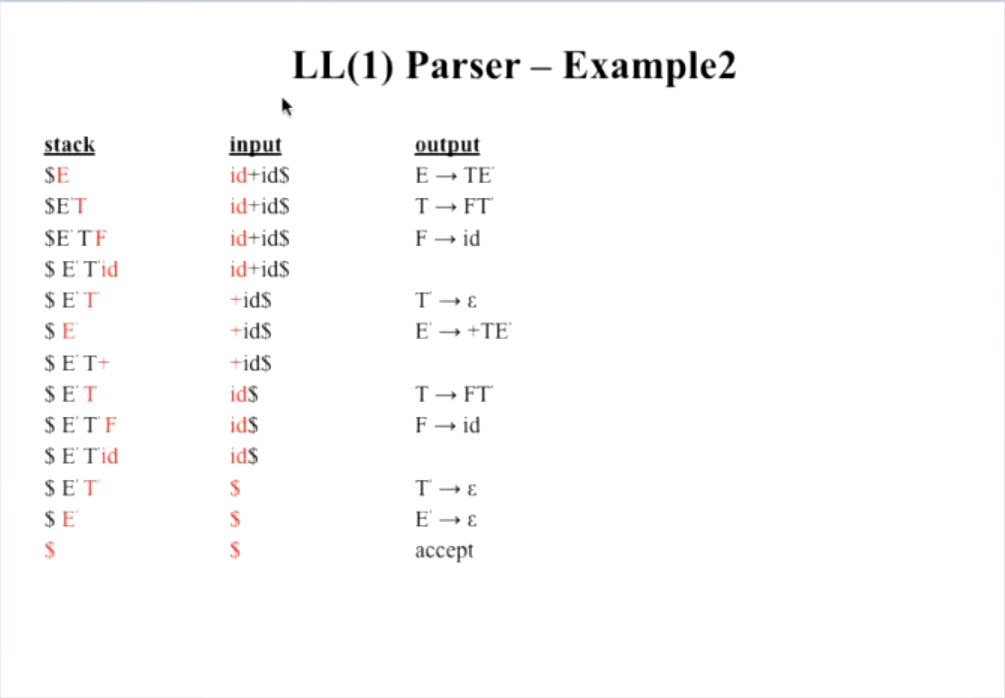 LL(1) Parser – Example2
stack input output
$E id+id$ E → TE'
$E'T id+id$ T → FT'
$E'T'F id+id$ F → id
$ E'T'id id+id$
$ E'T' +id$ T' → ε
$ E' +id$ E' → +TE'
$ E'T+ +id$
$ E'T id$ T → FT'
$ E'T'F id$ F → id
$ E'T'id id$
$ E'T' $ T' → ε
$ E' $ E' → ε
$ $ accept